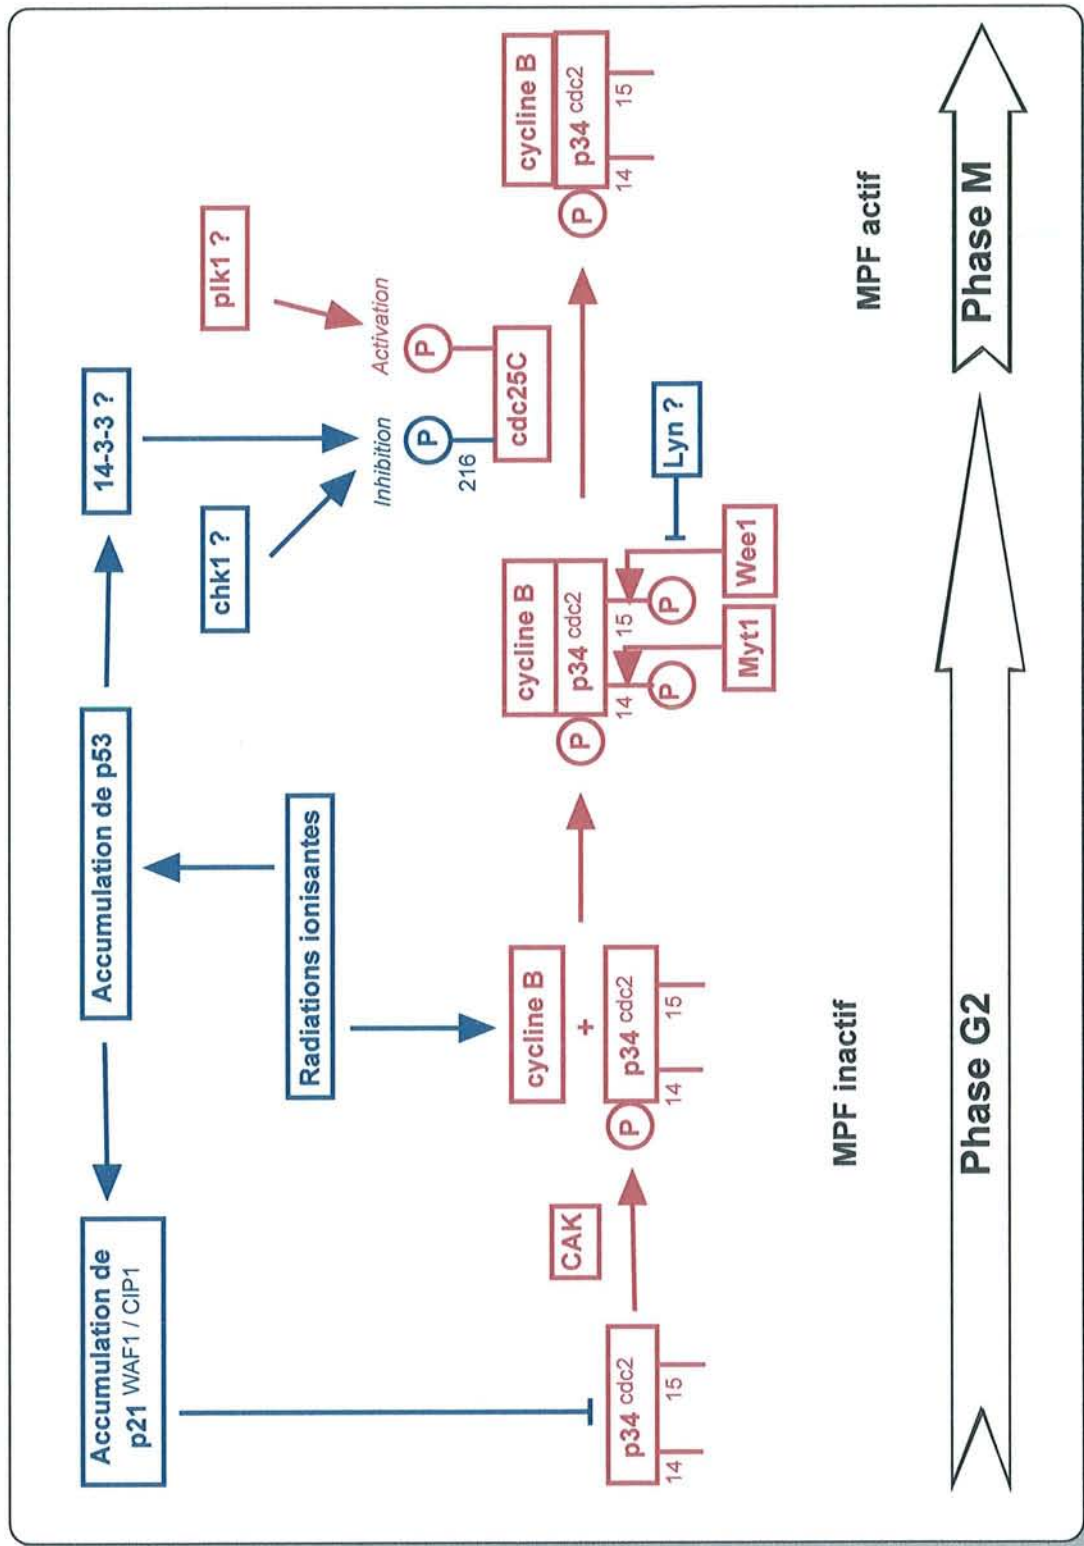 Accumulation de
p21 WAF1 / CIP1
Accumulation de p53
14-3-3 ?
chk1 ?
plk1 ?
Radiations ionisantes
Inhibition
Activation
P
P
216
cdc25C
CAK
p34 cdc2
14
15
cycline B
+
P
p34 cdc2
14
15
cycline B
P
p34 cdc2
14
15
P
P
Myt1
Wee1
Lyn ?
cycline B
P
p34 cdc2
14
15
MPF inactif
MPF actif
Phase G2
Phase M